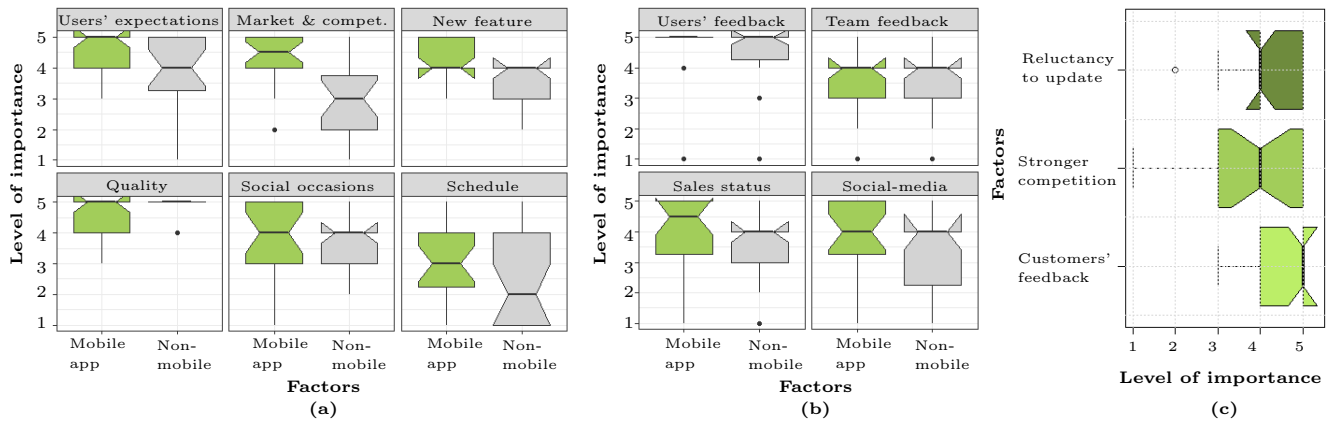 Users' expectations
Market & compet.
New feature
5
4
3
2
1
Quality
Social occasions
Schedule
5
4
3
2
1
Level of importance
Mobile
app
Non-
mobile
Mobile
app
Non-
mobile
Mobile
app
Non-
mobile
Factors
(a)
Users' feedback
Team feedback
5
4
3
2
1
Sales status
Social-media
5
4
3
2
1
Level of importance
Mobile
app
Non-
mobile
Mobile
app
Non-
mobile
Factors
(b)
Factors
Reluctancy
to update
Stronger
competition
Customers'
feedback
1 2 3 4 5
Level of importance
(c)